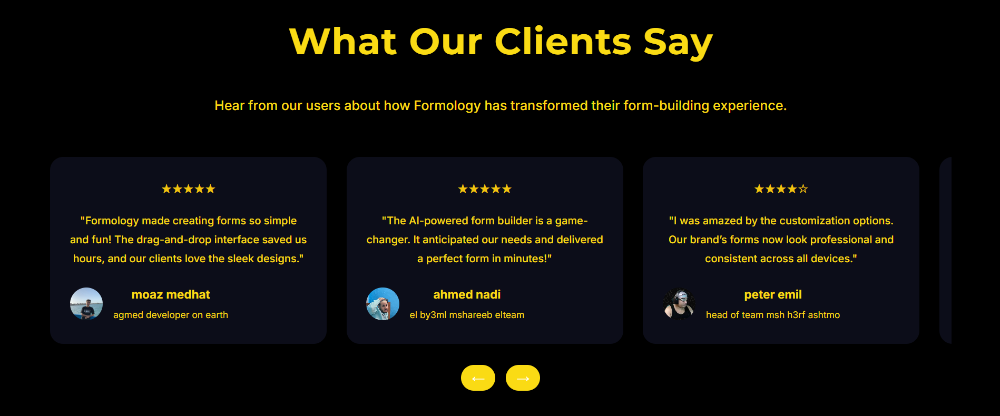 What Our Clients Say
Hear from our users about how Formology has transformed their form-building experience.
★★★★★
"Formology made creating forms so simple
and fun! The drag-and-drop interface saved us
hours, and our clients love the sleek designs."
moaz medhat
agmed developer on earth
★★★★★
"The AI-powered form builder is a game-
changer. It anticipated our needs and delivered
a perfect form in minutes!"
ahmed nadi
el by3ml mshareeb elteam
★★★★☆
"I was amazed by the customization options.
Our brand’s forms now look professional and
consistent across all devices."
peter emil
head of team msh h3rf ashtmo
← →